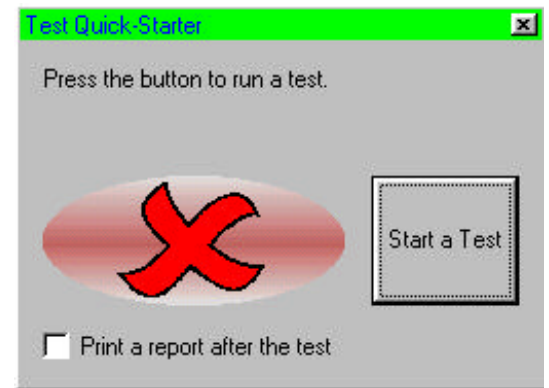 Test Quick-Starter
Press the button to run a test.
Start a Test
Print a report after the test